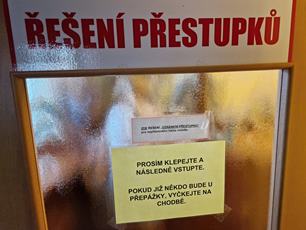 ŘEŠENÍ PŘESTUPKŮ
PROSÍM KLEPEJTE A
NÁSLEDNĚ VSTUPTE.
POKUD JIŽ NĚKDO BUDE U
PŘEPÁŽKY, VYČKEJTE NA
CHODBĚ.